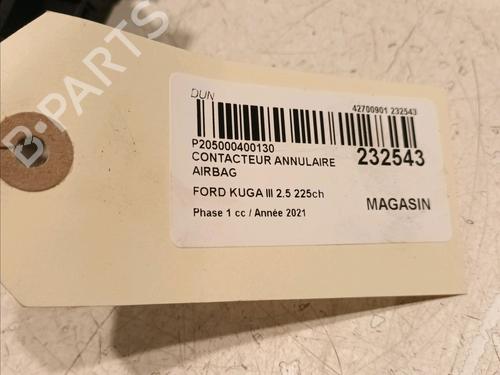 DUN
42700901 232543
P205000400130
CONTACTEUR ANNULAIRE
AIRBAG
232543
FORD KUGA III 2.5 225ch
MAGASIN
Phase 1 cc / Année 2021
B-PARTS